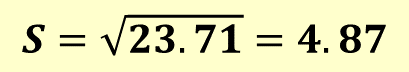 S = √23.71 = 4.87